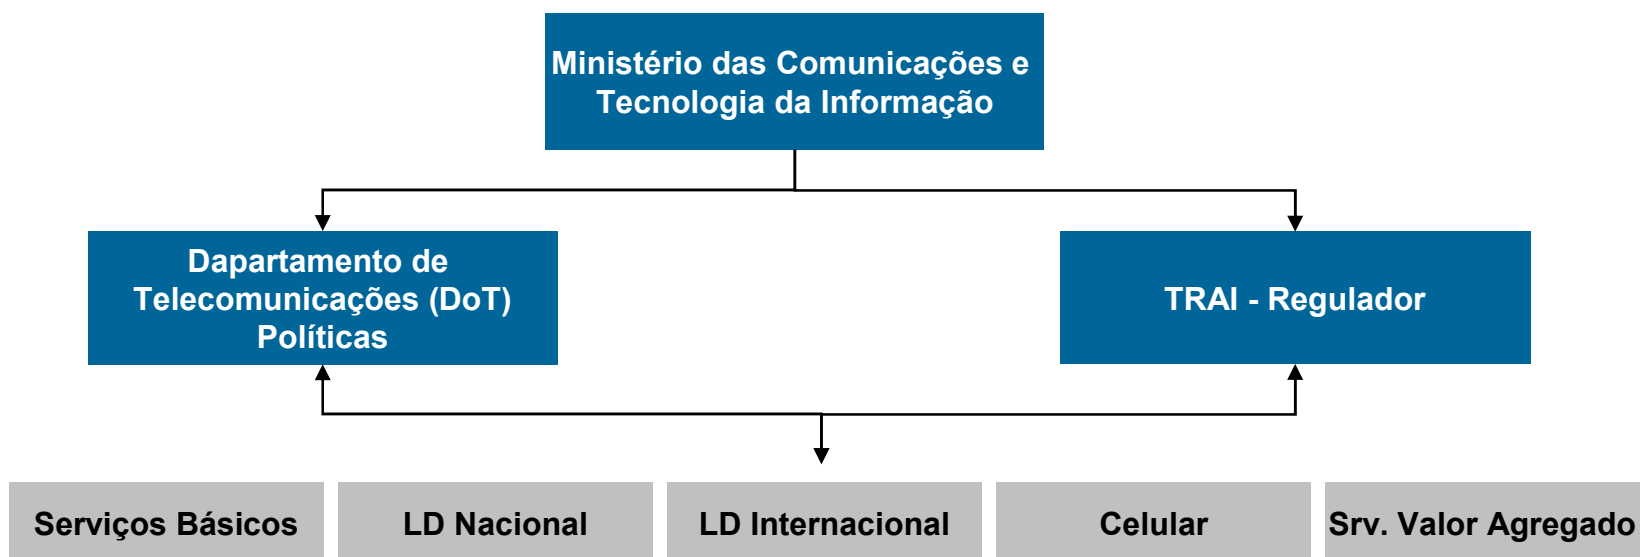 Ministério das Comunicações e
Tecnologia da Informação
Dapartamento de
Telecomunicações (DoT)
Políticas
TRAI - Regulador
Serviços Básicos
LD Nacional
LD Internacional
Celular
Srv. Valor Agregado